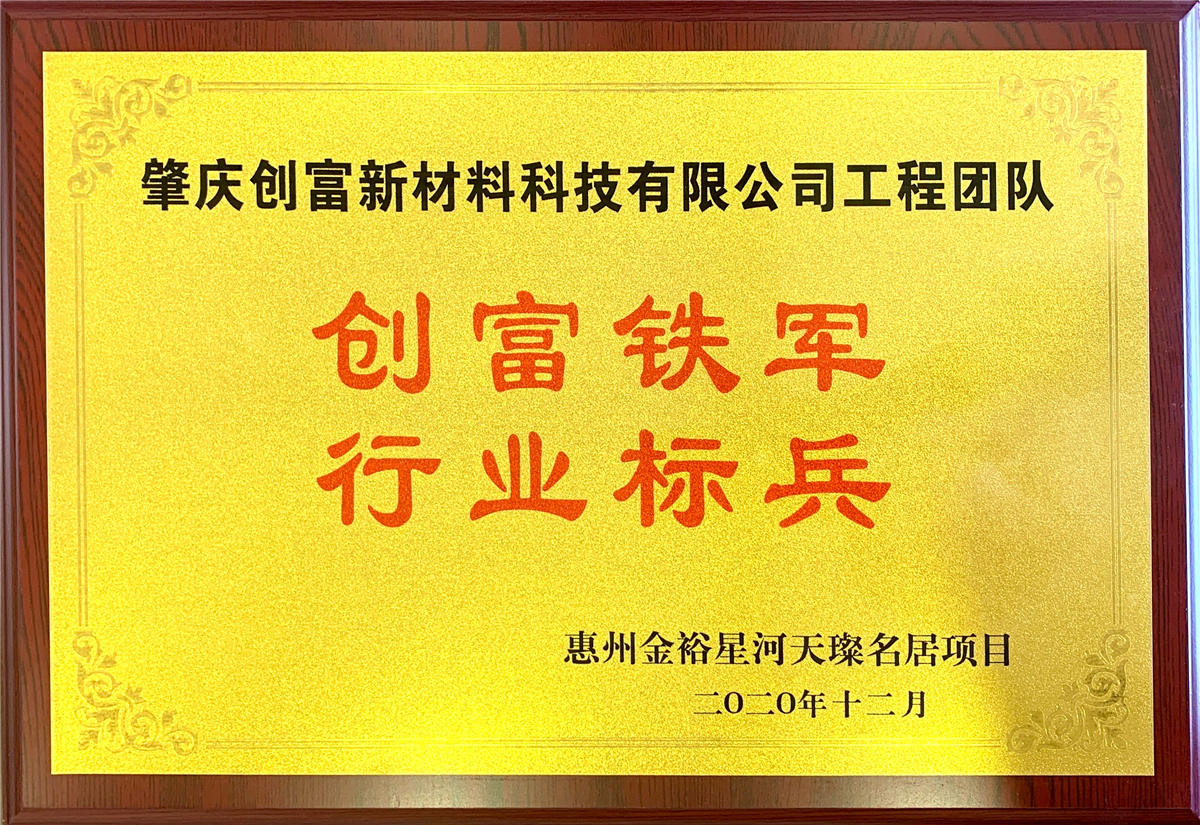 肇庆创富新材料科技有限公司工程团队
创富铁军
行业标兵
惠州金裕星河天璨名居项目
二〇二〇年十二月